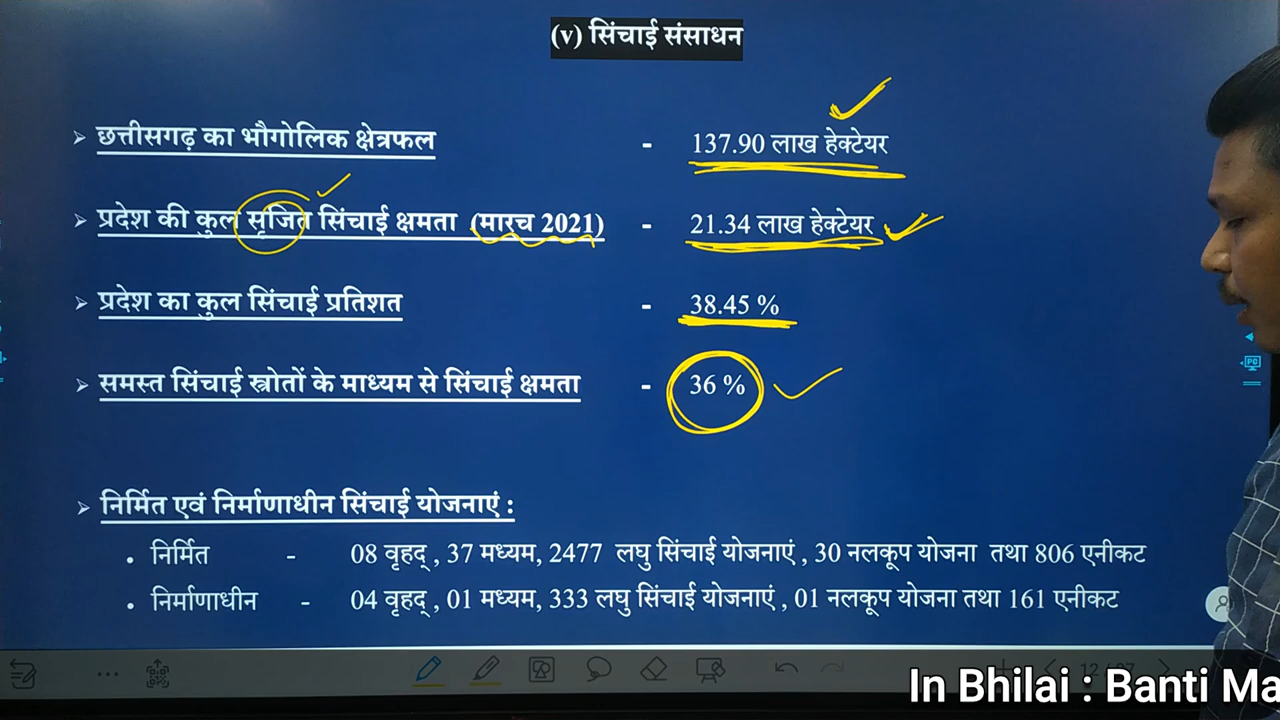 (v) सिंचाई संसाधन
➢ छत्तीसगढ़ का भौगोलिक क्षेत्रफल - 137.90 लाख हेक्टेयर
➢ प्रदेश की कुल सृजित सिंचाई क्षमता (मारच 2021) - 21.34 लाख हेक्टेयर
➢ प्रदेश का कुल सिंचाई प्रतिशत - 38.45 %
➢ समस्त सिंचाई स्त्रोतों के माध्यम से सिंचाई क्षमता - 36 %
➢ निर्मित एवं निर्माणाधीन सिंचाई योजनाएं :
• निर्मित - 08 वृहद् , 37 मध्यम, 2477 लघु सिंचाई योजनाएं , 30 नलकूप योजना तथा 806 एनीकट
• निर्माणाधीन - 04 वृहद् , 01 मध्यम, 333 लघु सिंचाई योजनाएं , 01 नलकूप योजना तथा 161 एनीकट
PC
In Bhilai : Banti Ma